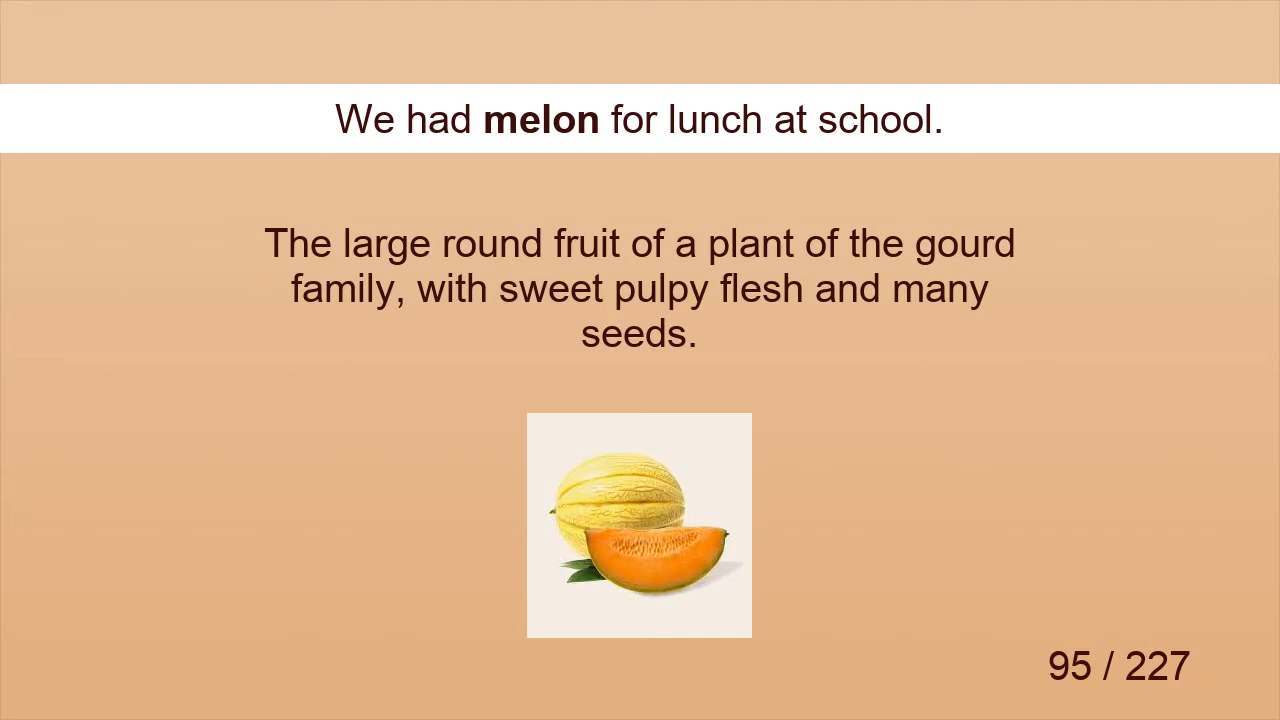 We had melon for lunch at school.
The large round fruit of a plant of the gourd
family, with sweet pulpy flesh and many
seeds.
95 / 227